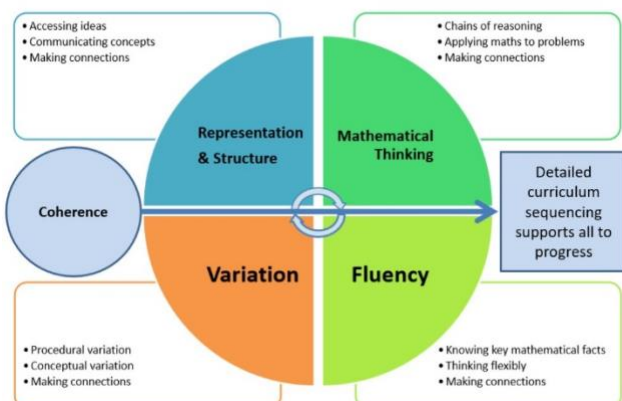 • Accessing ideas
• Communicating concepts
• Making connections
• Chains of reasoning
• Applying maths to problems
• Making connections
Representation
& Structure
Mathematical
Thinking
Coherence
Detailed
curriculum
sequencing
supports all to
progress
Variation
Fluency
• Procedural variation
• Conceptual variation
• Making connections
• Knowing key mathematical facts
• Thinking flexibly
• Making connections